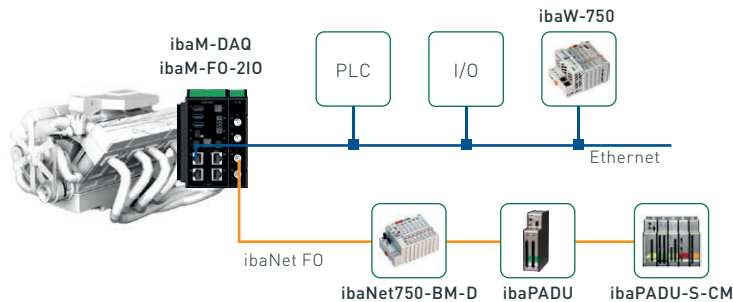 ibaW-750
ibaM-DAQ
ibaM-FO-2IO
PLC
I/O
Ethernet
ibaNet FO
ibaNet750-BM-D
ibaPADU
ibaPADU-S-CM